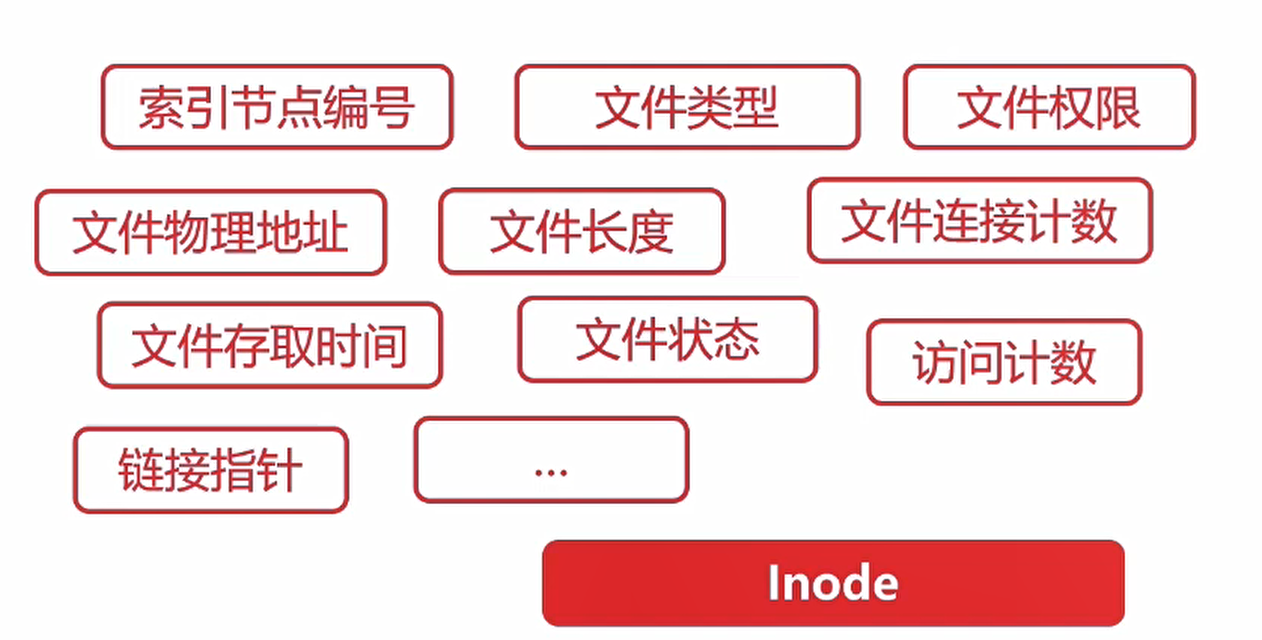 索引节点编号
文件类型
文件权限
文件物理地址
文件长度
文件连接计数
文件存取时间
文件状态
访问计数
链接指针
...
Inode